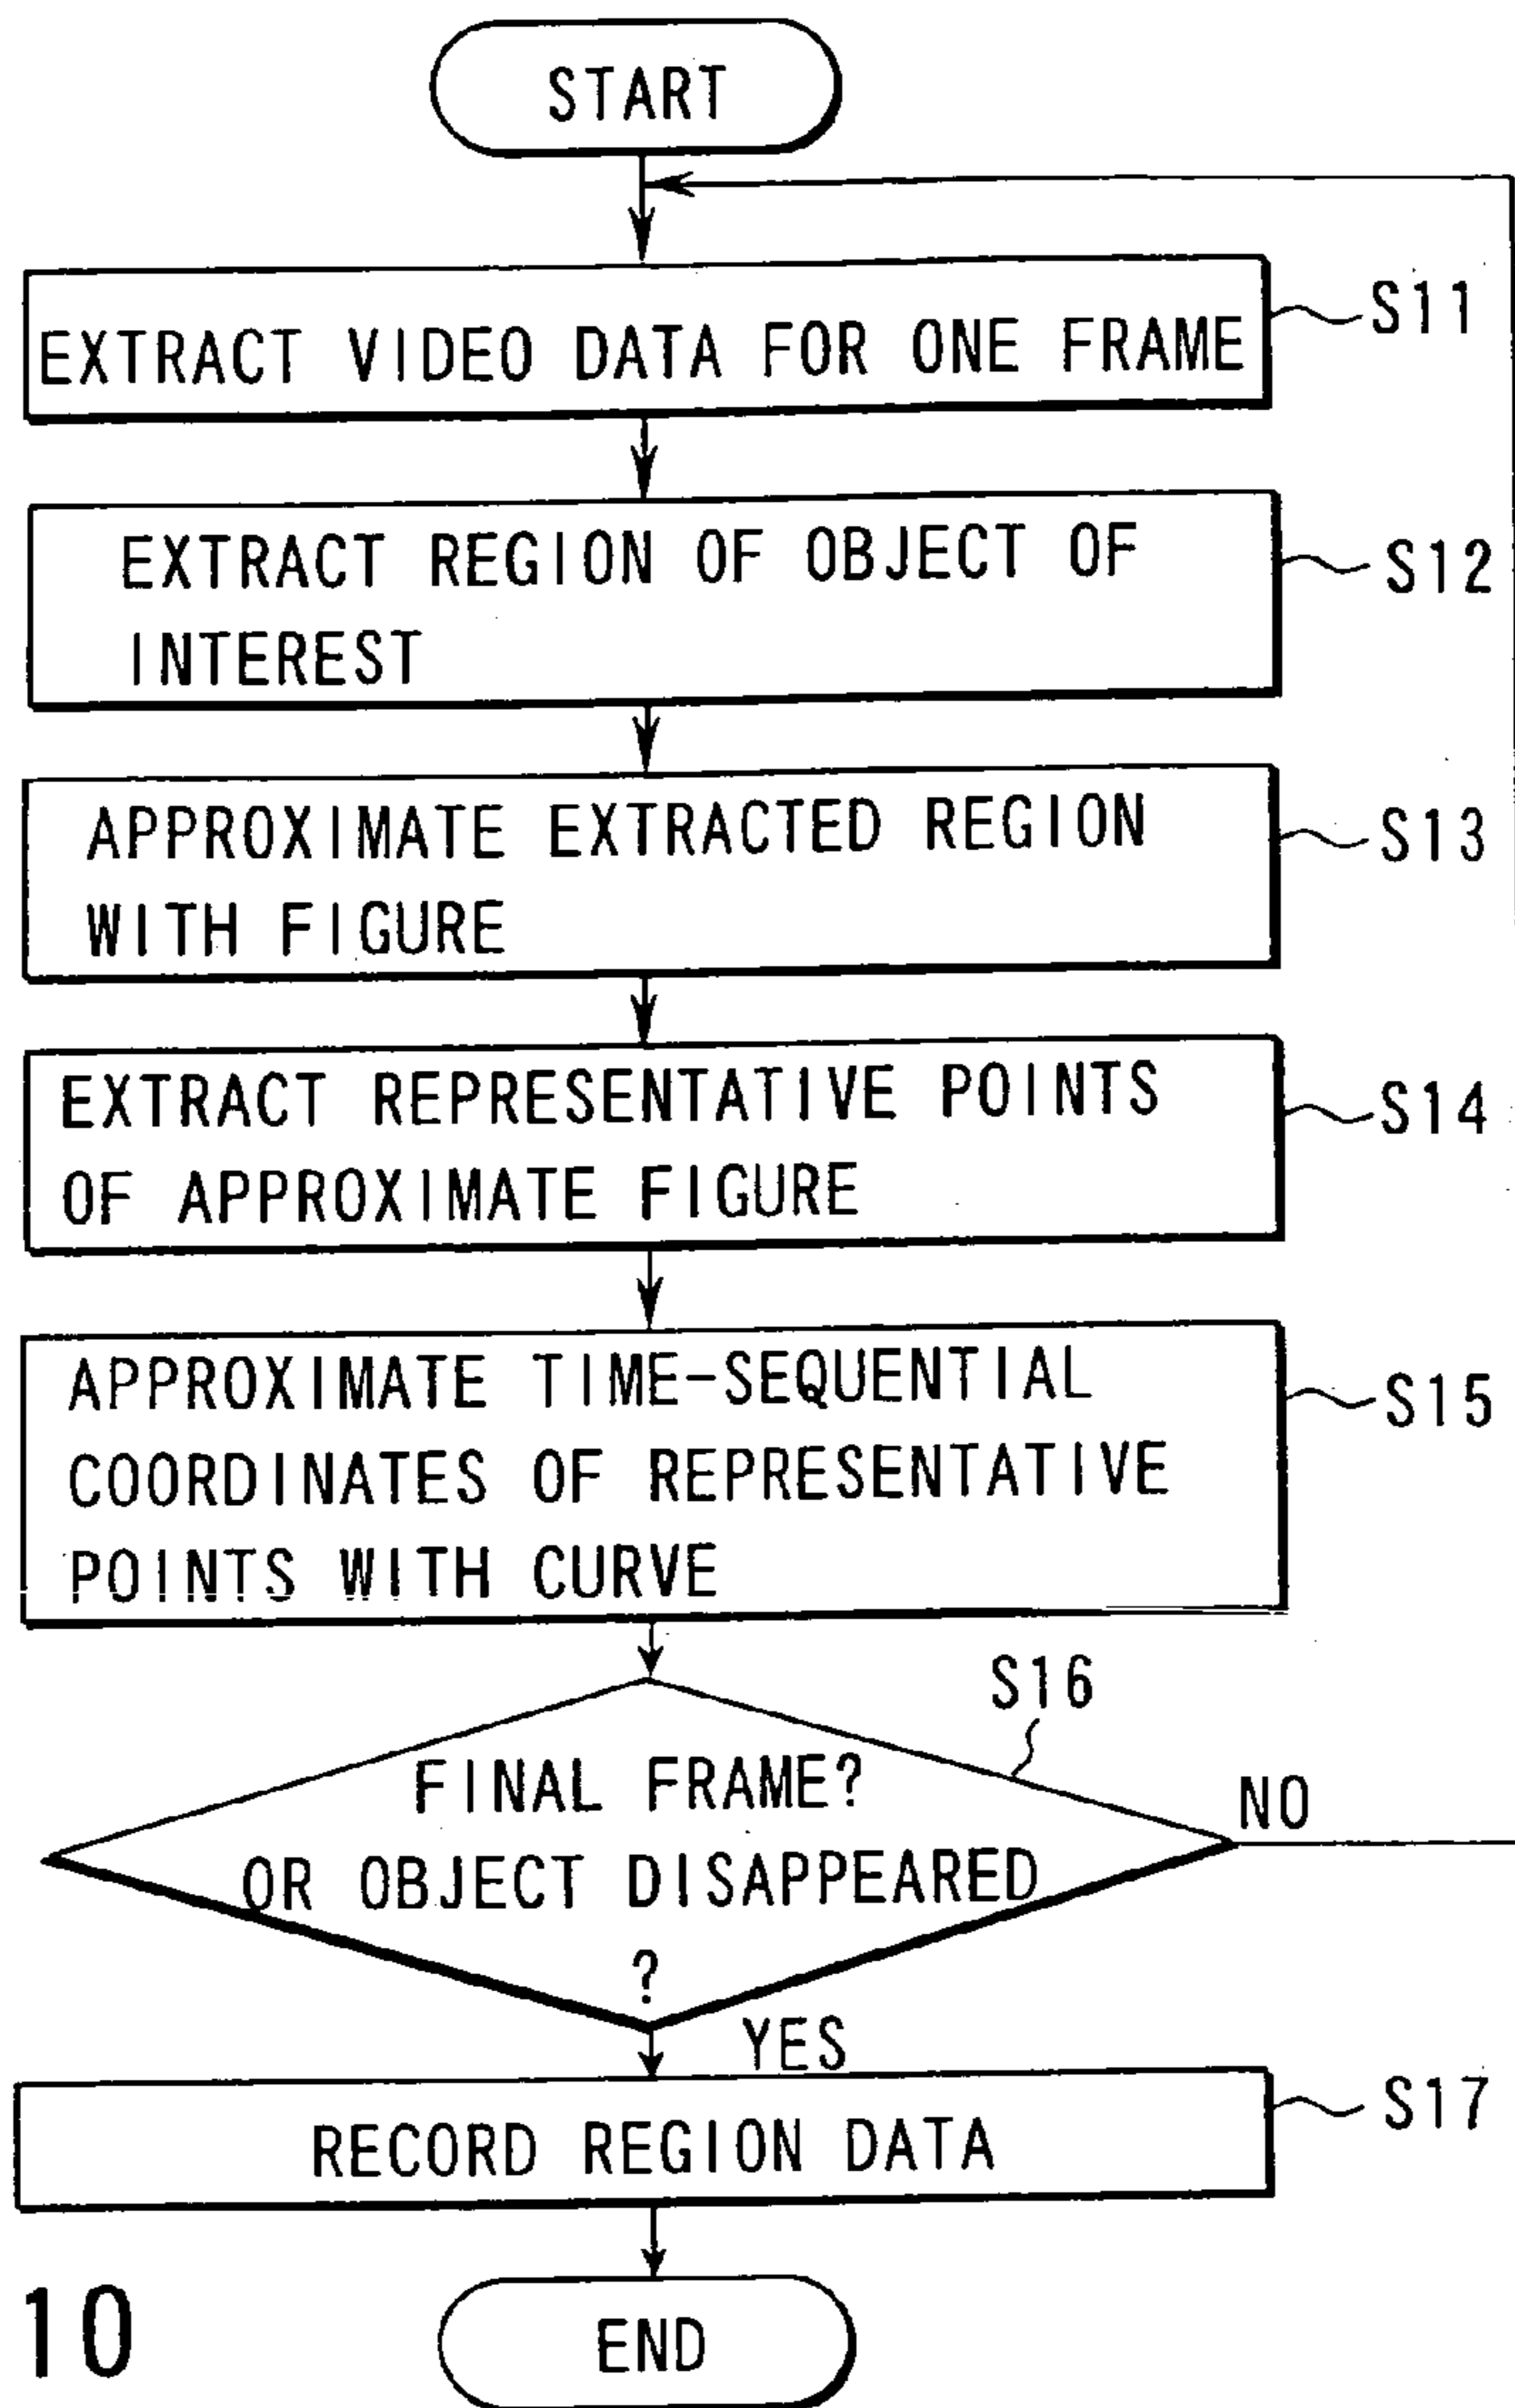 START
EXTRACT VIDEO DATA FOR ONE FRAME
S11
EXTRACT REGION OF OBJECT OF
INTEREST
S12
APPROXIMATE EXTRACTED REGION
WITH FIGURE
S13
EXTRACT REPRESENTATIVE POINTS
OF APPROXIMATE FIGURE
S14
APPROXIMATE TIME-SEQUENTIAL
COORDINATES OF REPRESENTATIVE
POINTS WITH CURVE
S15
S16
FINAL FRAME?
OR OBJECT DISAPPEARED
?
NO
YES
RECORD REGION DATA
S17
END
10